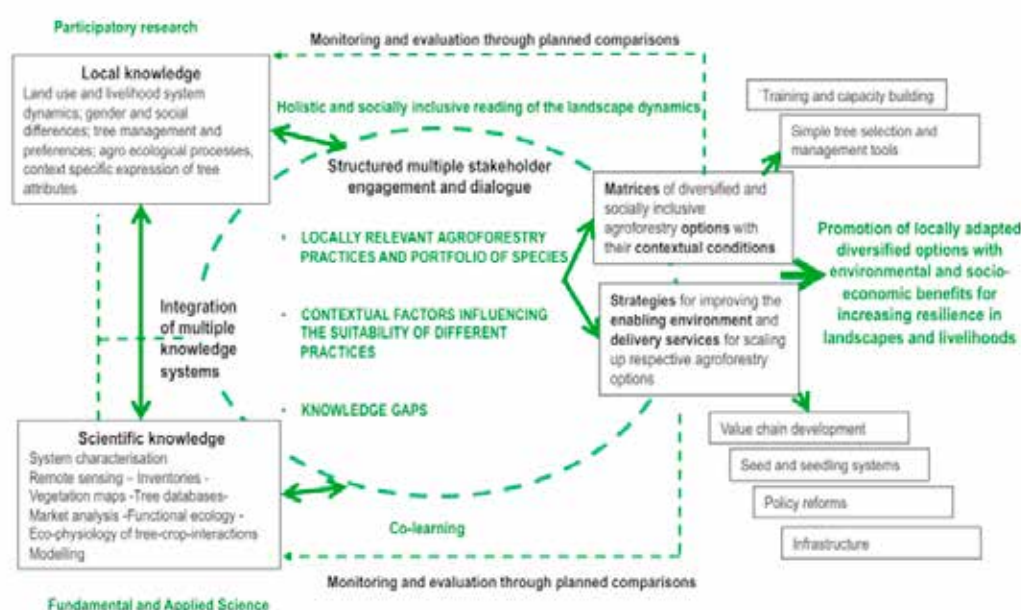 Participatory research
Monitoring and evaluation through planned comparisons
Local knowledge
Land use and livelihood system
dynamics; gender and social
differences; tree management and
preferences; agro ecological processes,
context specific expression of tree
attributes
Holistic and socially inclusive reading of the landscape dynamics
Structured multiple stakeholder
engagement and dialogue
• LOCALLY RELEVANT AGROFORESTRY
PRACTICES AND PORTFOLIO OF SPECIES
• CONTEXTUAL FACTORS INFLUENCING
THE SUITABILITY OF DIFFERENT
PRACTICES
• KNOWLEDGE GAPS
Integration
of multiple
knowledge
systems
Scientific knowledge
System characterisation
Remote sensing – Inventories -
Vegetation maps -Tree databases-
Market analysis -Functional ecology -
Eco-physiology of tree-crop-interactions
Modelling
Fundamental and Applied Science
Co-learning
Monitoring and evaluation through planned comparisons
Matrices of diversified and
socially inclusive
agroforestry options with
their contextual conditions
Strategies for improving the
enabling environment and
delivery services for scaling
up respective agroforestry
options
Training and capacity building
Simple tree selection and
management tools
Promotion of locally adapted
diversified options with
environmental and socio-
economic benefits for
increasing resilience in
landscapes and livelihoods
Value chain development
Seed and seedling systems
Policy reforms
Infrastructure